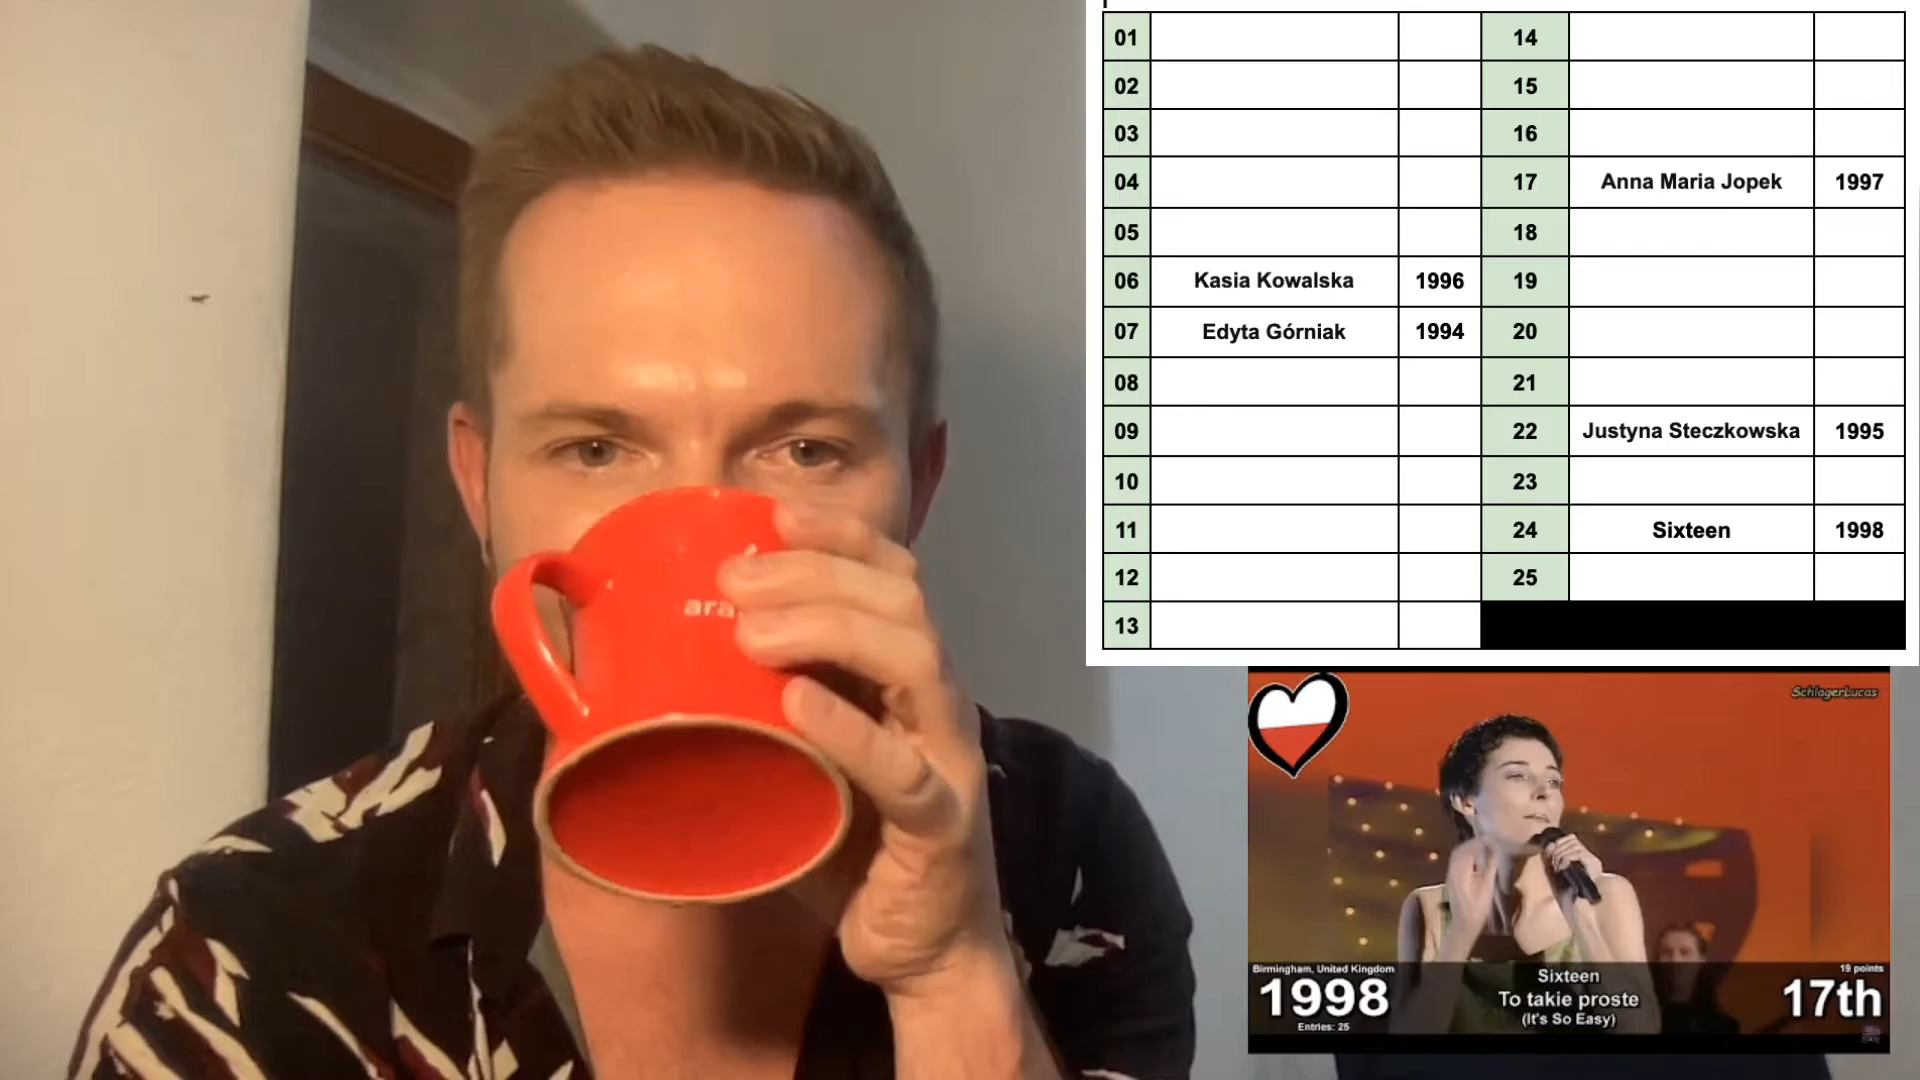 01 14
02 15
03 16
04 17 Anna Maria Jopek 1997
05 18
06 Kasia Kowalska 1996 19
07 Edyta Górniak 1994 20
08 21
09 22 Justyna Steczkowska 1995
10 23
11 24 Sixteen 1998
12 25
13
ara
SchlagerLucas
Birmingham, United Kingdom
1998
Entries: 25
Sixteen
To takie proste
(It's So Easy)
19 points
17th